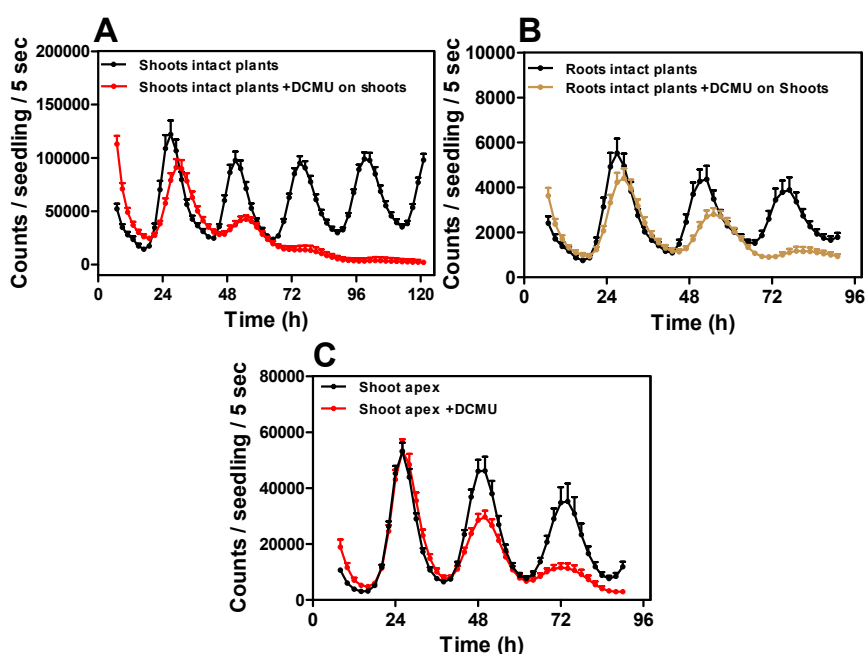 A
Counts / seedling / 5 sec
200000
150000
100000
50000
0
Shoots intact plants
Shoots intact plants +DCMU on shoots
0 24 48 72 96 120
Time (h)
B
Counts / seedling / 5 sec
10000
8000
6000
4000
2000
0
Roots intact plants
Roots intact plants +DCMU on Shoots
0 24 48 72 96
Time (h)
C
Counts / seedling / 5 sec
80000
60000
40000
20000
0
Shoot apex
Shoot apex +DCMU
0 24 48 72 96
Time (h)